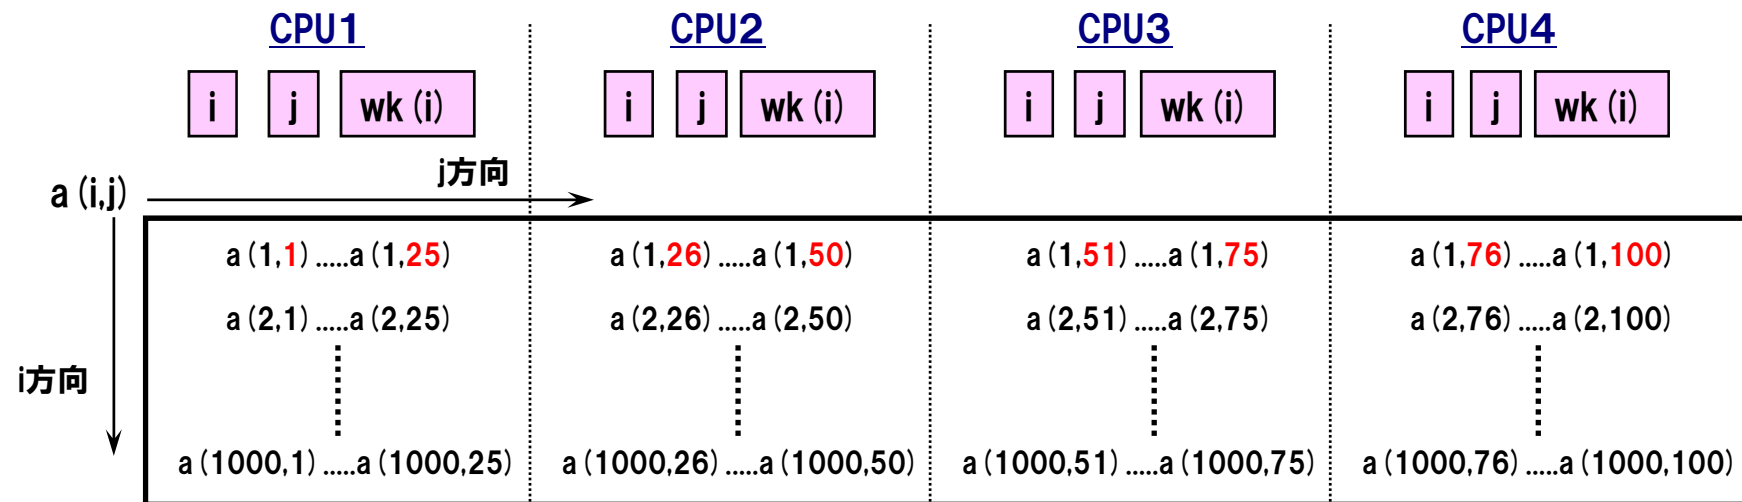 CPU1 CPU2 CPU3 CPU4
i j wk(i) i j wk(i) i j wk(i) i j wk(i)
j方向
a(i,j)
a(1,1).....a(1,25) a(1,26).....a(1,50) a(1,51).....a(1,75) a(1,76).....a(1,100)
a(2,1).....a(2,25) a(2,26).....a(2,50) a(2,51).....a(2,75) a(2,76).....a(2,100)
i方向
a(1000,1).....a(1000,25) a(1000,26).....a(1000,50) a(1000,51).....a(1000,75) a(1000,76).....a(1000,100)